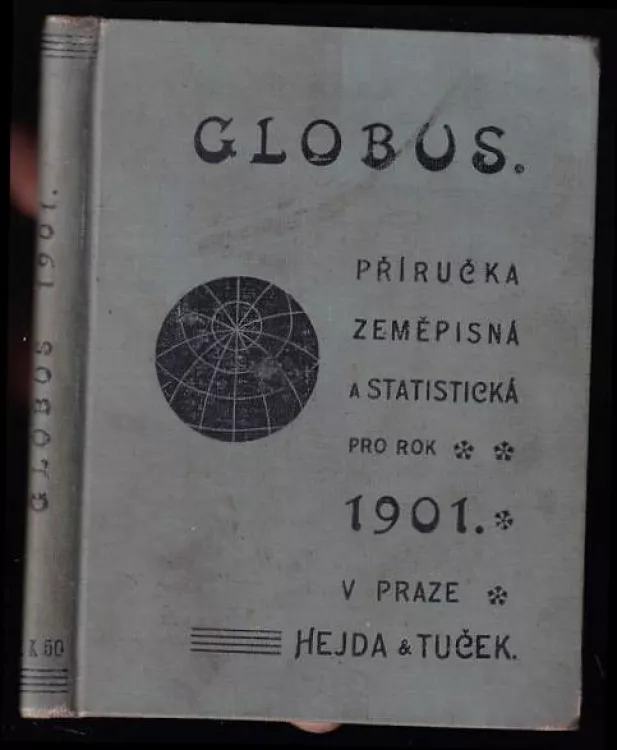 GLOBUS.
PŘÍRUČKA
ZEMĚPISNÁ
A STATISTICKÁ
PRO ROK
1901.
V PRAZE
HEJDA & TUČEK.
GLOBUS 1901.
K 60